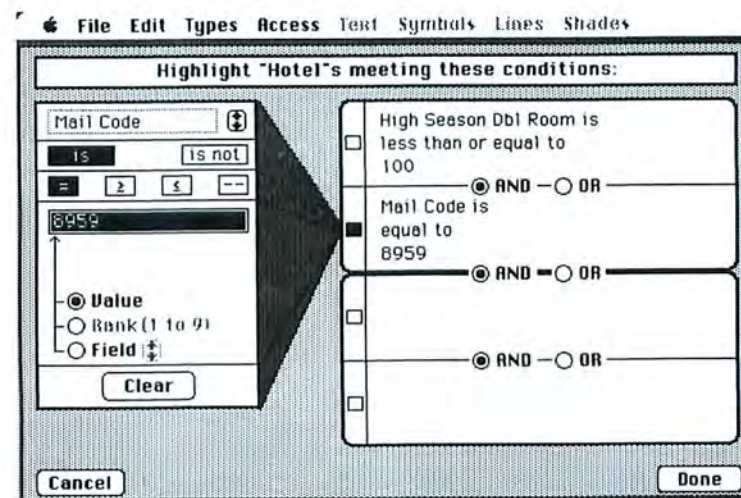 File Edit Types Access Text Symbols Lines Shades
Highlight "Hotel"s meeting these conditions:
Mail Code
is is not
= ≥ ≤ --
8959
Value
Rank (1 to 9)
Field
Clear
High Season Dbl Room is
less than or equal to
100
AND OR
Mail Code is
equal to
8959
AND OR
AND OR
Cancel
Done